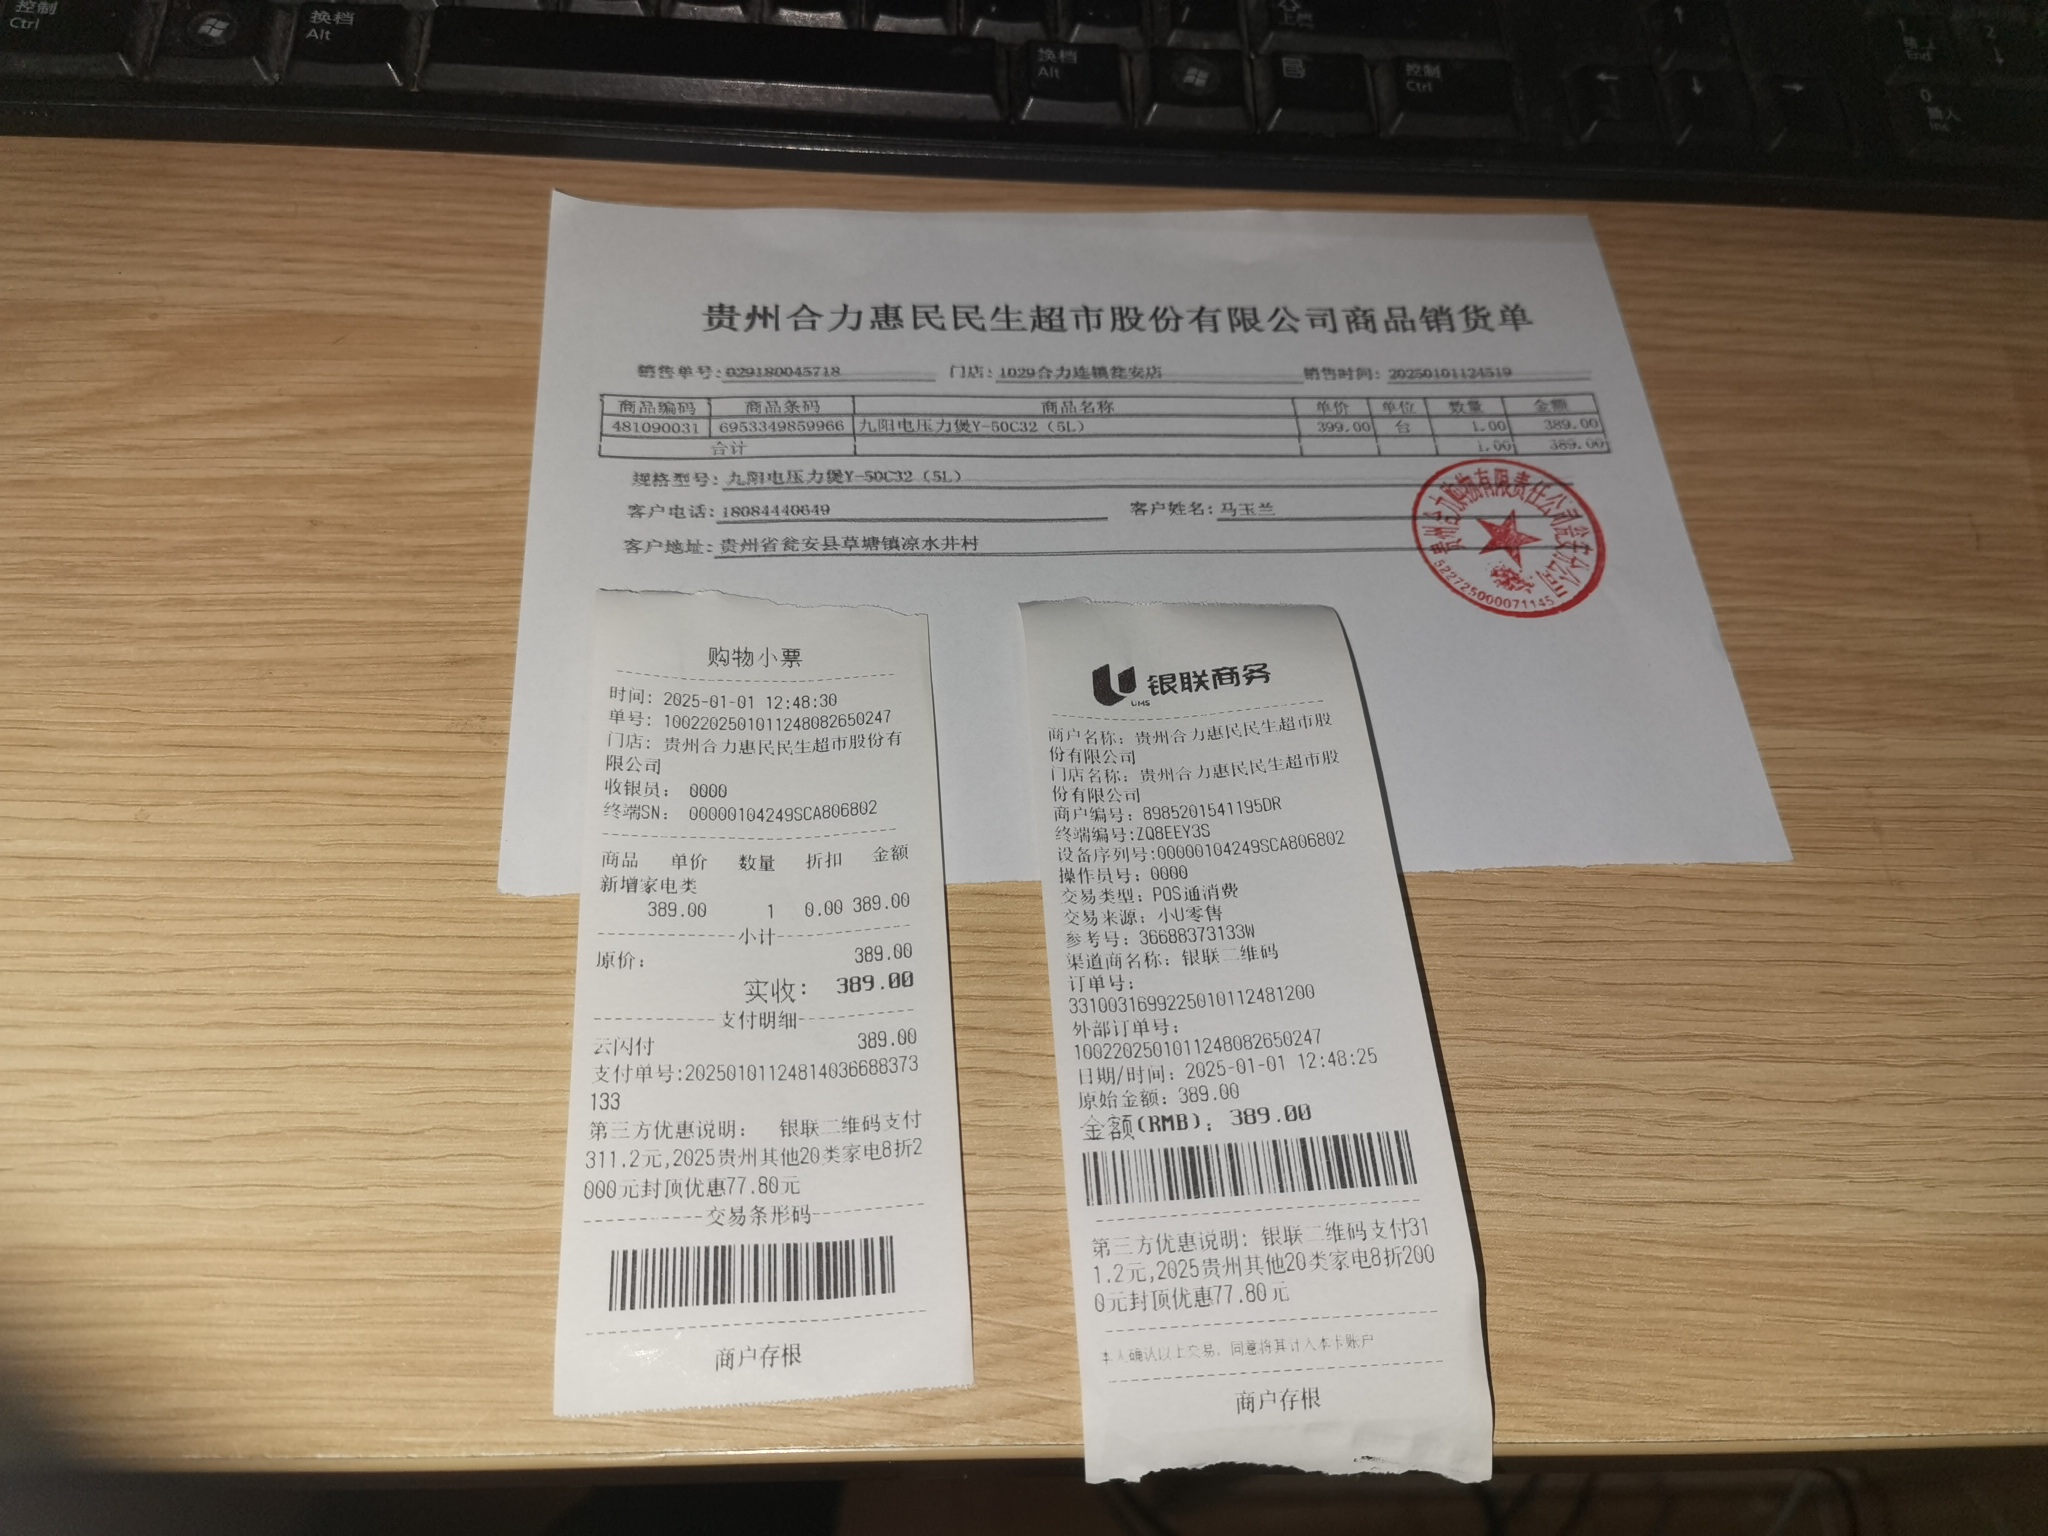 控制
Ctrl
换档
Alt
换档
Alt
控制
Ctrl
贵州合力惠民民生超市股份有限公司商品销货单
销售单号:029180045718 门店:1029合力连锁瓮安店 销售时间:20250101124519
商品编码 商品条码 商品名称 单价 单位 数量 金额
481090031 6953349859966 九阳电压力煲Y-50C32（5L） 399.00 台 1.00 389.00
合计 1.00 389.00
规格型号:九阳电压力煲Y-50C32（5L）
客户电话:18084440649 客户姓名:马玉兰
客户地址:贵州省瓮安县草塘镇凉水井村
522725000071145
购物小票
时间: 2025-01-01 12:48:30
单号: 10022025010112480826502​47
门店: 贵州合力惠民民生超市股份有
限公司
收银员: 0000
终端SN: 00000104249SCA806802
商品 单价 数量 折扣 金额
新增家电类
389.00 1 0.00 389.00
小计
原价: 389.00
实收: 389.00
支付明细
云闪付 389.00
支付单号:20250101124814036688373
133
第三方优惠说明: 银联二维码支付
311.2元,2025贵州其他20类家电8折2
000元封顶优惠77.80元
交易条形码
商户存根
银联商务
UMS
商户名称: 贵州合力惠民民生超市股
份有限公司
门店名称: 贵州合力惠民民生超市股
份有限公司
商户编号: 8985201541195DR
终端编号:ZQ8EEY3S
设备序列号:00000104249SCA806802
操作员号: 0000
交易类型: POS通消费
交易来源: 小U零售
参考号: 36688373133W
渠道商名称: 银联二维码
订单号:
33100316992250101124​81200
外部订单号:
1002202501011248082650247
日期/时间: 2025-01-01 12:48:25
原始金额: 389.00
金额(RMB): 389.00
第三方优惠说明: 银联二维码支付31
1.2元,2025贵州其他20类家电8折200
0元封顶优惠77.80元
本人确认以上交易, 同意将其计入本卡账户
商户存根